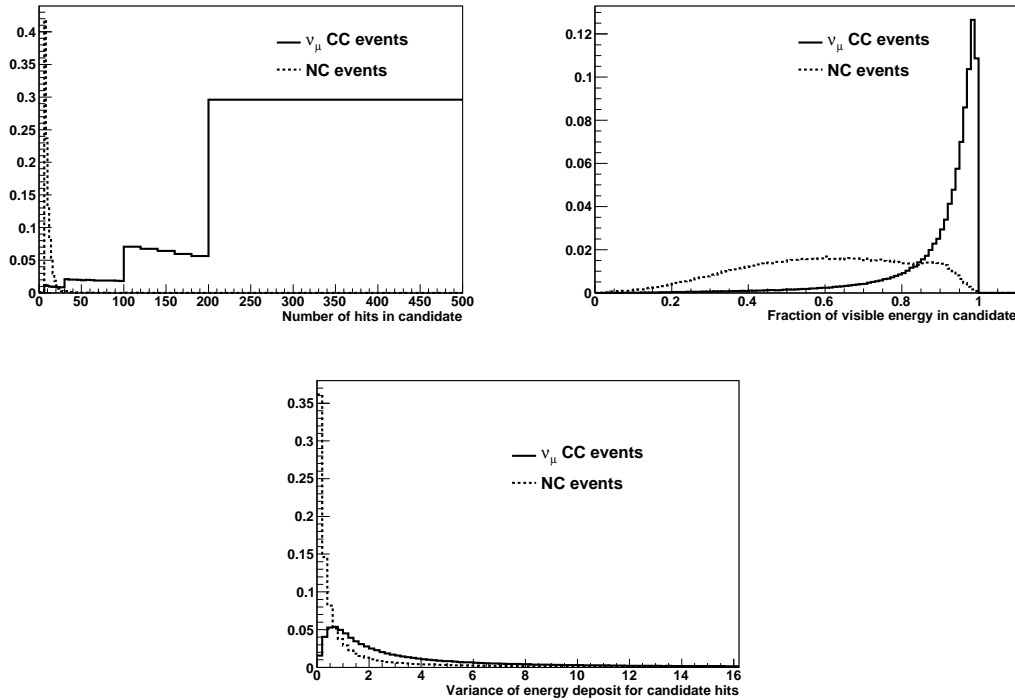 0.4
0.35
0.3
0.25
0.2
0.15
0.1
0.05
0
ν_μ CC events
NC events
0 50 100 150 200 250 300 350 400 450 500
Number of hits in candidate
0.12
0.1
0.08
0.06
0.04
0.02
0
ν_μ CC events
NC events
0 0.2 0.4 0.6 0.8 1
Fraction of visible energy in candidate
0.35
0.3
0.25
0.2
0.15
0.1
0.05
0
ν_μ CC events
NC events
0 2 4 6 8 10 12 14 16
Variance of energy deposit for candidate hits